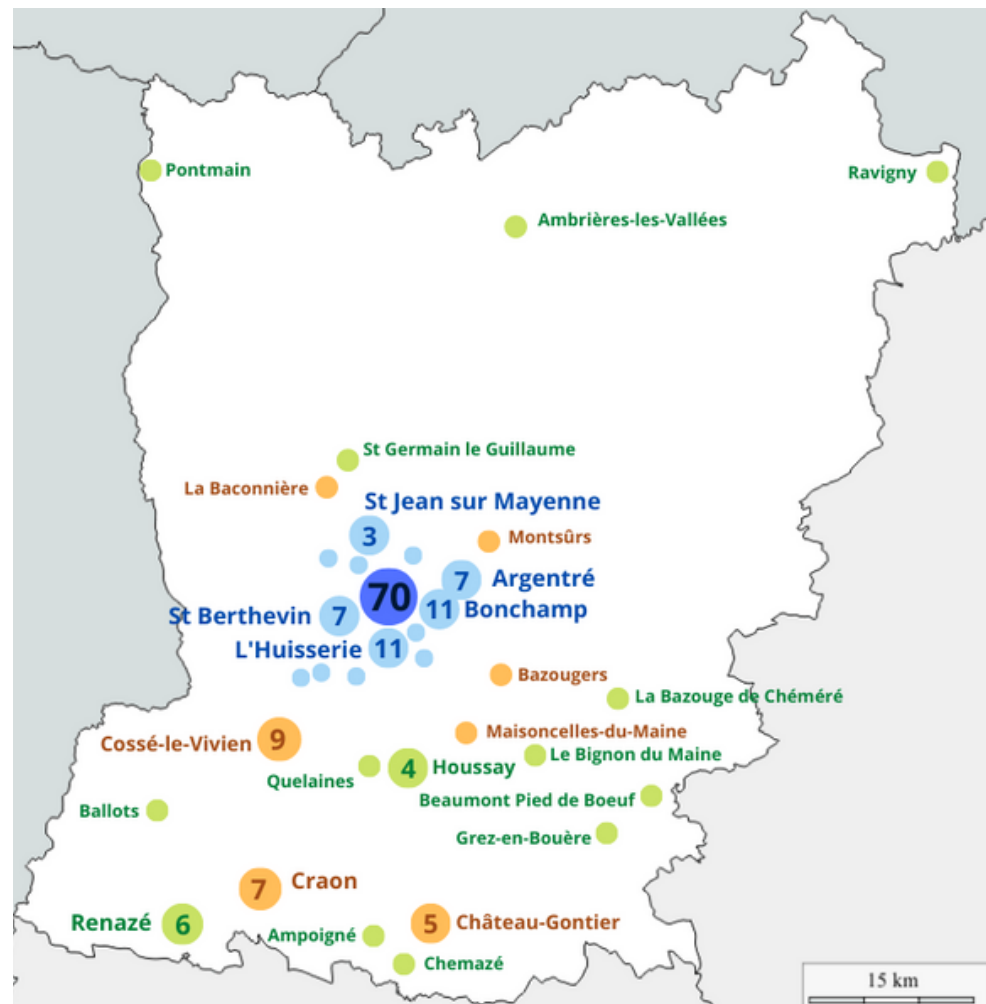 Pontmain
Ravigny
Ambrières-les-Vallées
St Germain le Guillaume
La Baconnière
St Jean sur Mayenne
3
Montsûrs
7
Argentré
70
11
Bonchamp
St Berthevin
7
L'Huisserie
11
Bazougers
La Bazouge de Chéméré
Cossé-le-Vivien
9
Maisoncelles-du-Maine
Le Bignon du Maine
4
Houssay
Quelaines
Beaumont Pied de Boeuf
Ballots
Grez-en-Bouère
7
Craon
Renazé
6
5
Château-Gontier
Ampoigné
Chemazé
15 km